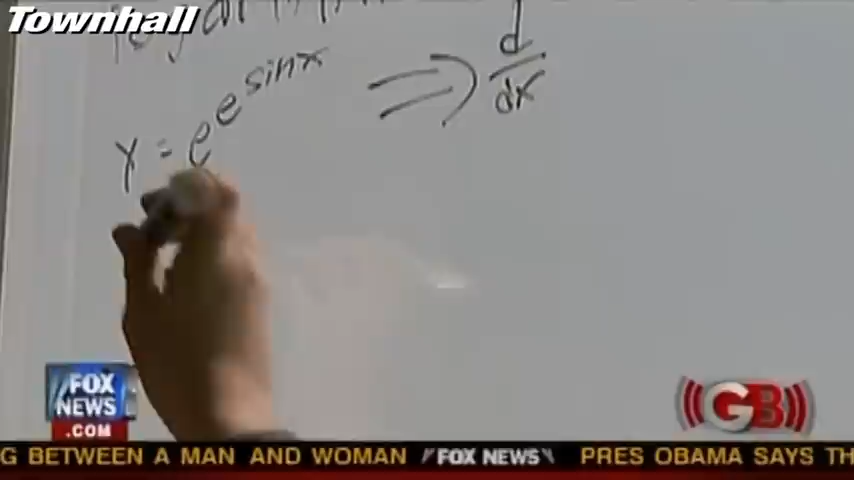 Townhall
y = e^e^sinx ⇒ d/dx
FOX
NEWS
.COM
GB
G BETWEEN A MAN AND WOMAN FOX NEWS PRES OBAMA SAYS TH